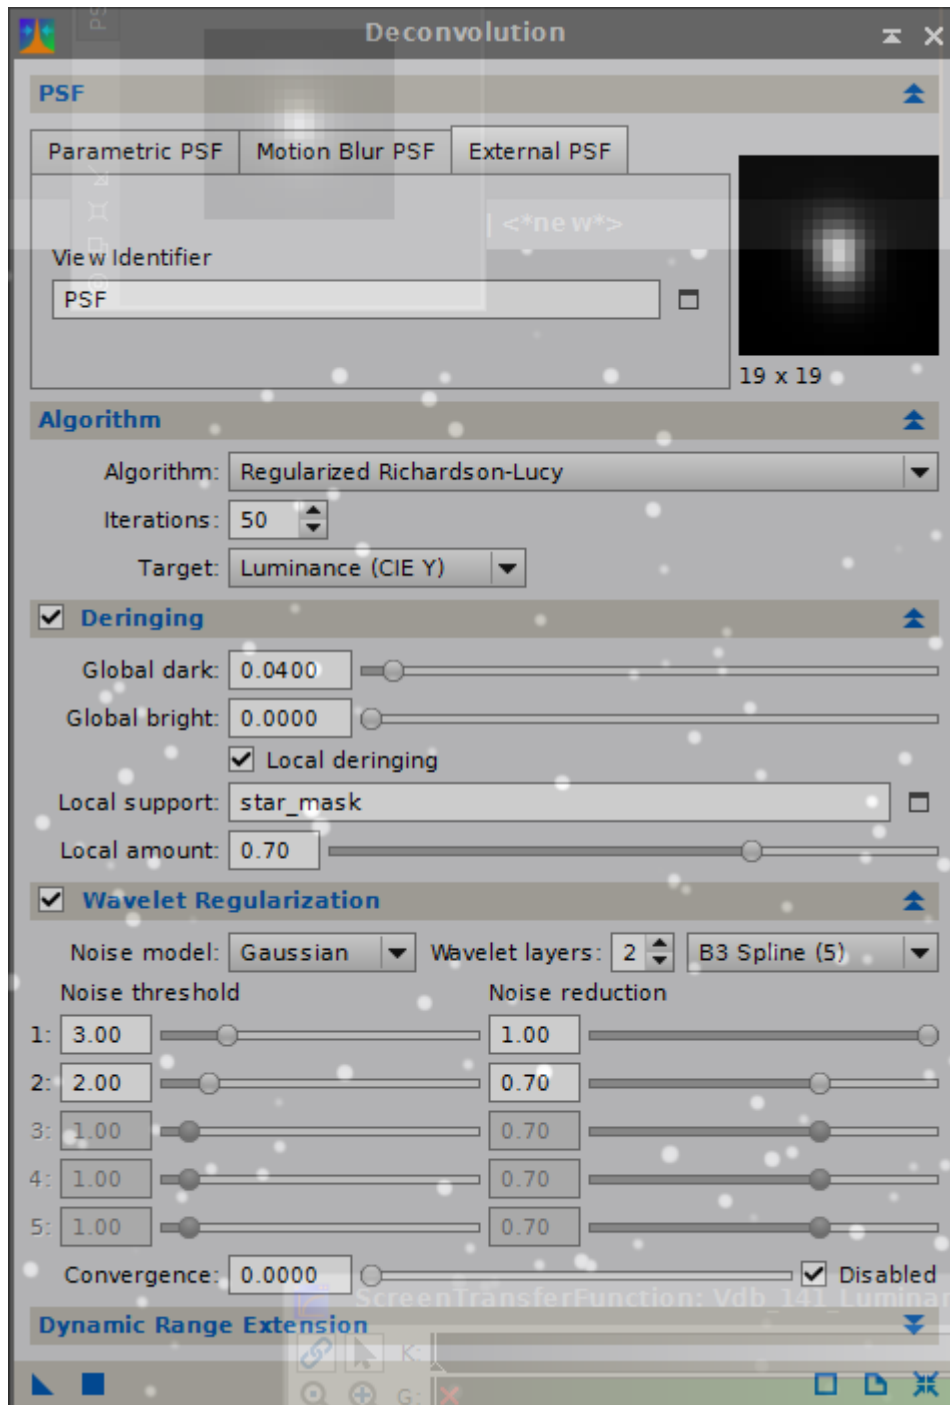 Deconvolution
PS
PSF
Parametric PSF Motion Blur PSF External PSF
<*new*>
View Identifier
PSF
19 x 19
Algorithm
Algorithm: Regularized Richardson-Lucy
Iterations: 50
Target: Luminance (CIE Y)
Deringing
Global dark: 0.0400
Global bright: 0.0000
Local deringing
Local support: star_mask
Local amount: 0.70
Wavelet Regularization
Noise model: Gaussian Wavelet layers: 2 B3 Spline (5)
Noise threshold Noise reduction
1: 3.00 1.00
2: 2.00 0.70
3: 1.00 0.70
4: 1.00 0.70
5: 1.00 0.70
Convergence: 0.0000 Disabled
ScreenTransferFunction: Vdb_141_Luminar
Dynamic Range Extension
K:
G: